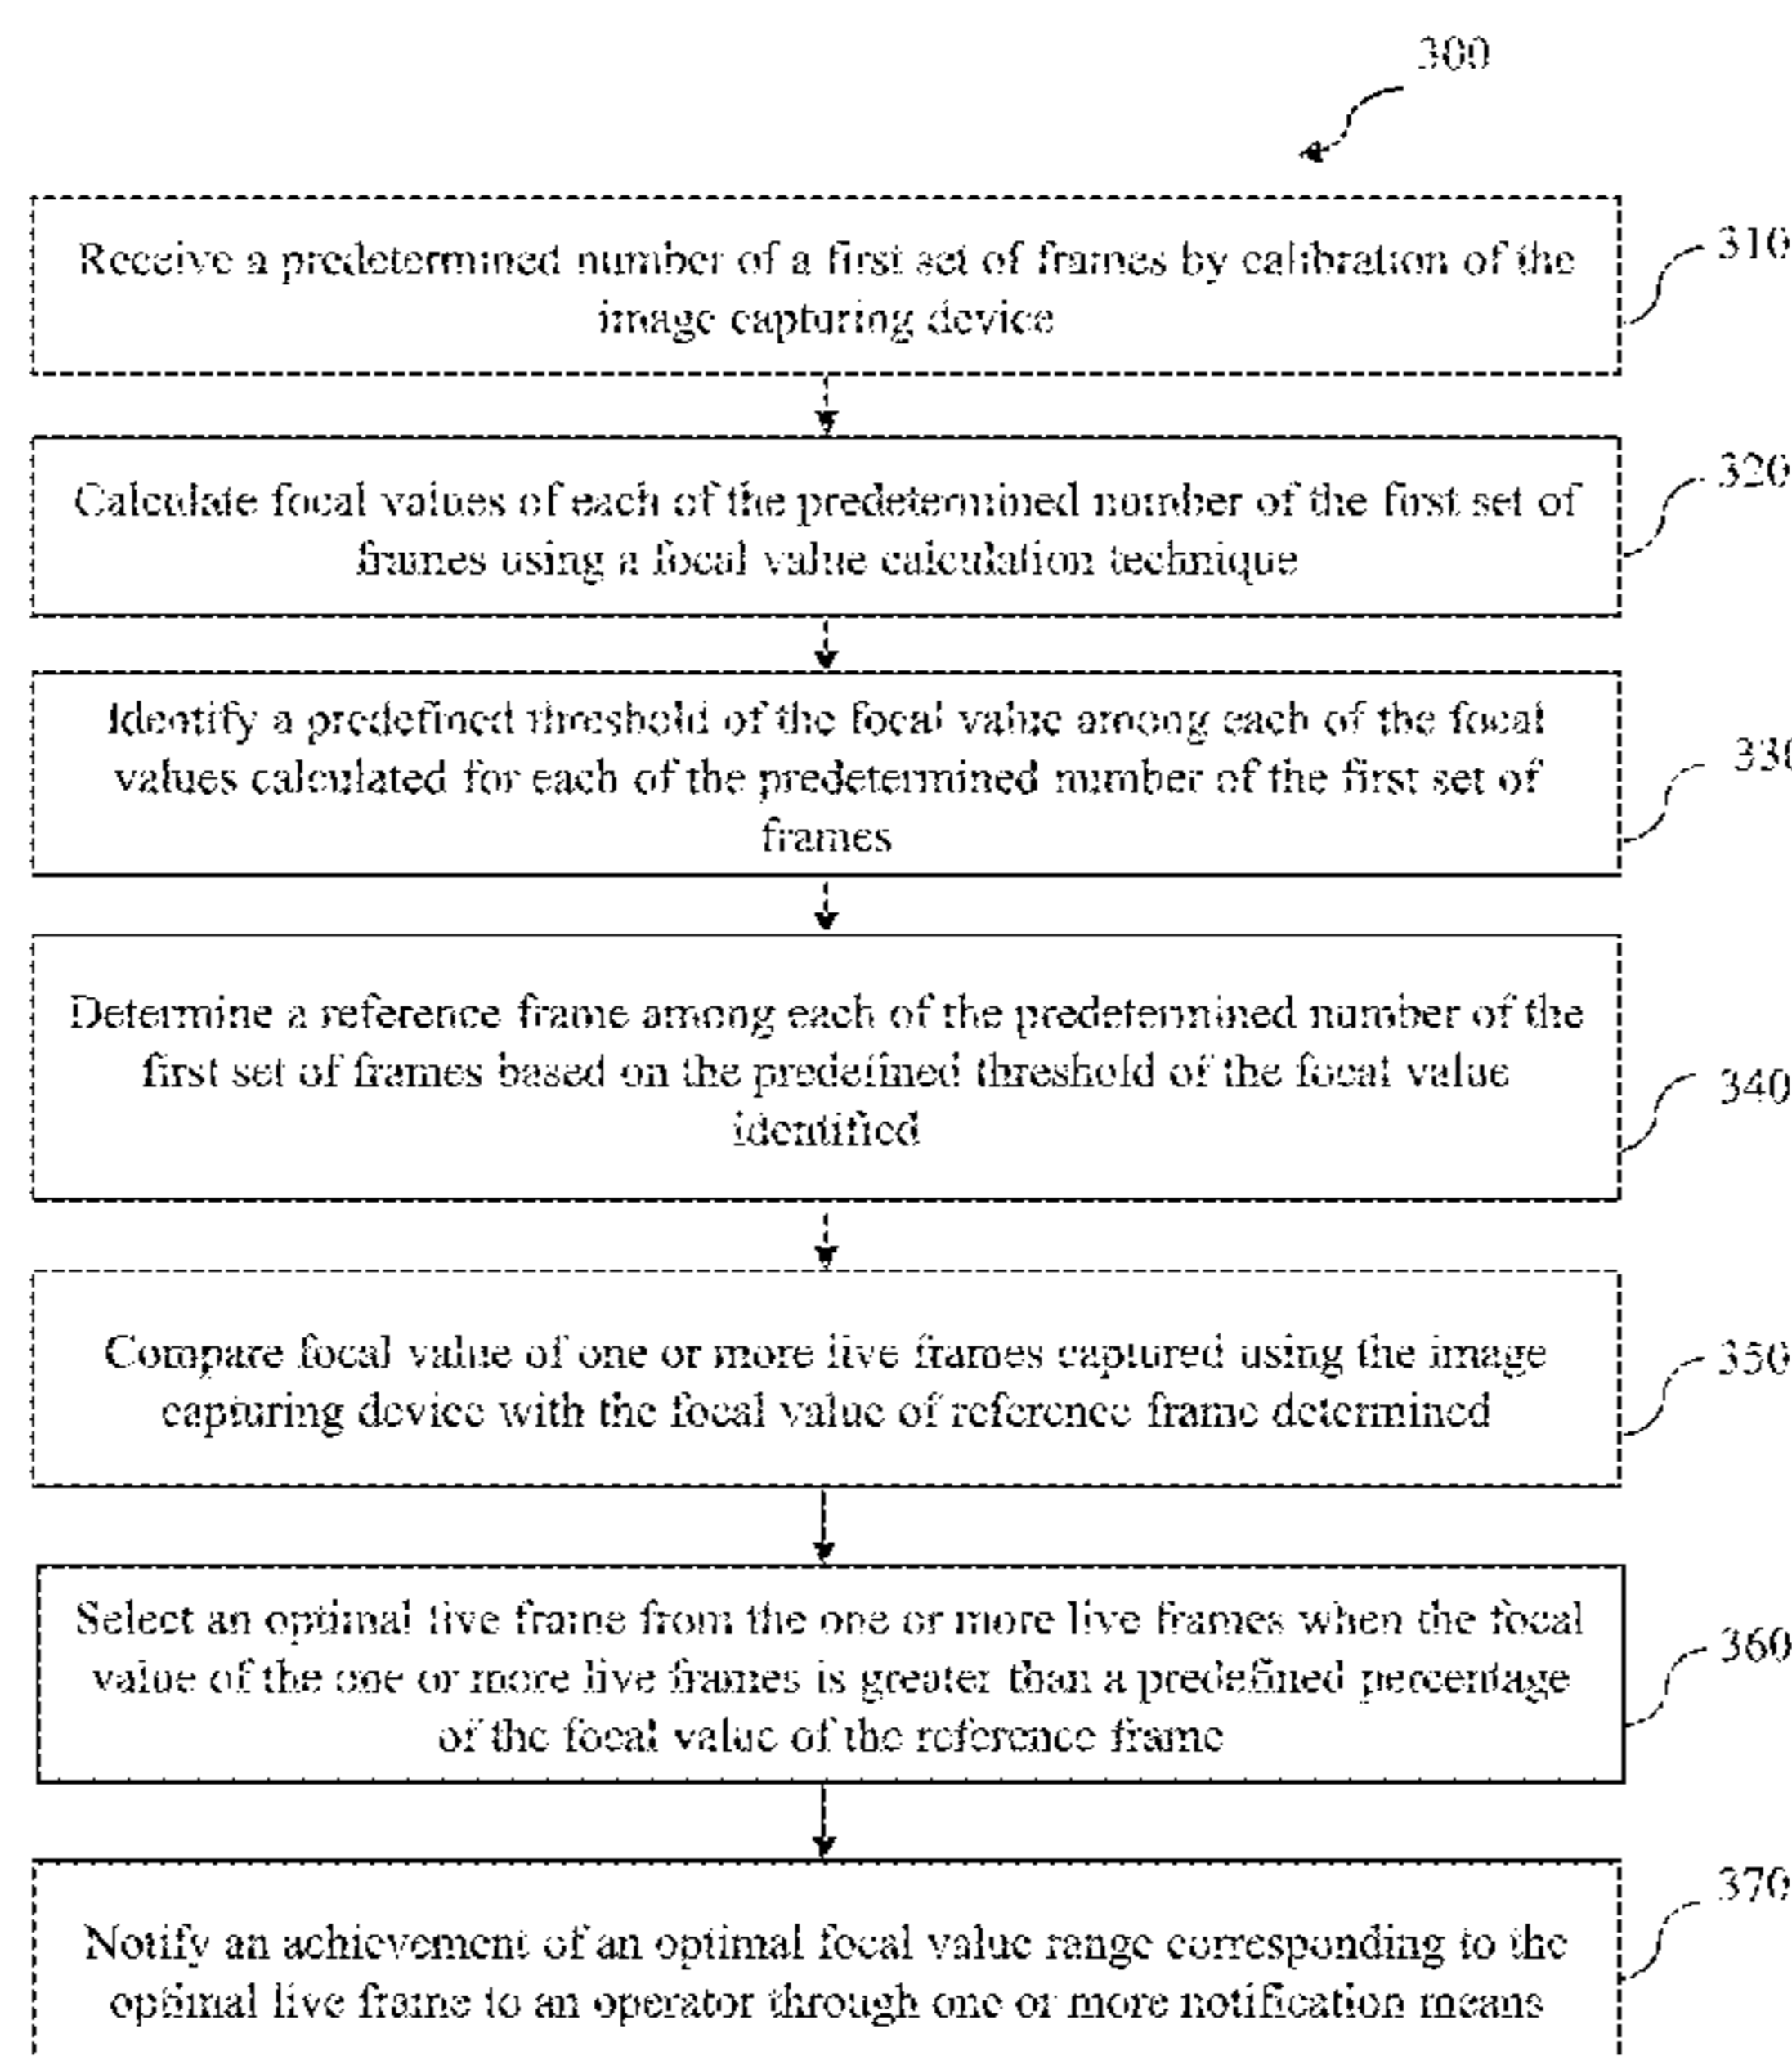 300
Receive a predetermined number of a first set of frames by calibration of the
image capturing device
310
Calculate focal values of each of the predetermined number of the first set of
frames using a focal value calculation technique
320
Identify a predefined threshold of the focal value among each of the focal
values calculated for each of the predetermined number of the first set of
frames
330
Determine a reference frame among each of the predetermined number of the
first set of frames based on the predefined threshold of the focal value
identified
340
Compare focal value of one or more live frames captured using the image
capturing device with the focal value of reference frame determined
350
Select an optimal live frame from the one or more live frames when the focal
value of the one or more live frames is greater than a predefined percentage
of the focal value of the reference frame
360
Notify an achievement of an optimal focal value range corresponding to the
optimal live frame to an operator through one or more notification means
370